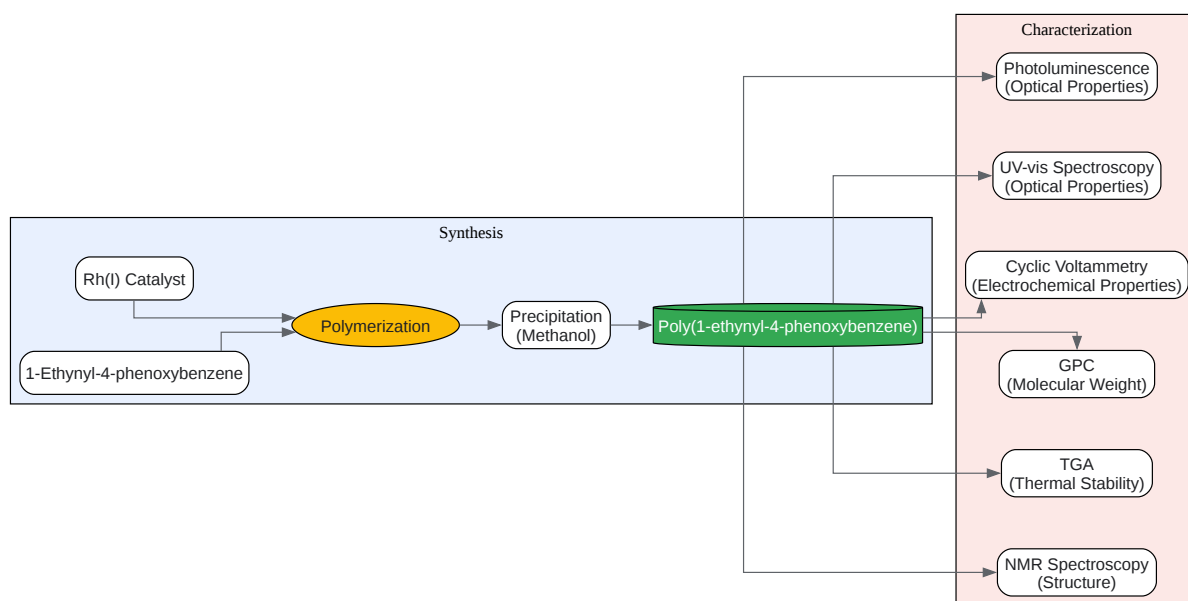 Characterization
Photoluminescence
(Optical Properties)
UV-vis Spectroscopy
(Optical Properties)
Synthesis
Rh(I) Catalyst
Cyclic Voltammetry
(Electrochemical Properties)
Polymerization
Precipitation
(Methanol)
Poly(1-ethynyl-4-phenoxybenzene)
1-Ethynyl-4-phenoxybenzene
GPC
(Molecular Weight)
TGA
(Thermal Stability)
NMR Spectroscopy
(Structure)